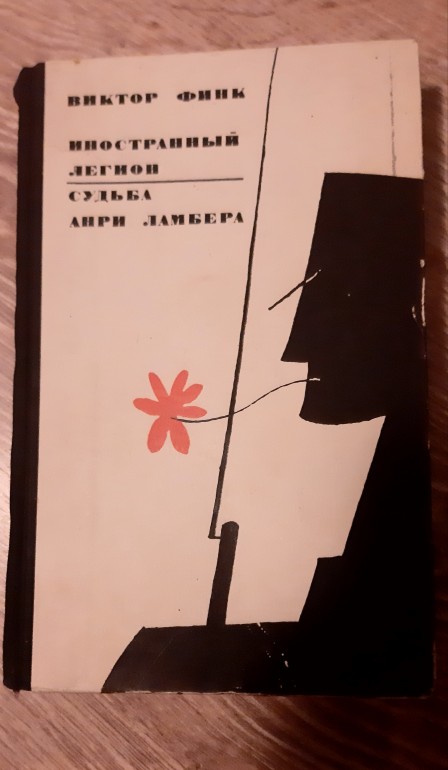 ВИКТОР ФИНК
ИНОСТРАННЫЙ
ЛЕГИОН
СУДЬБА
АНРИ ЛАМБЕРА